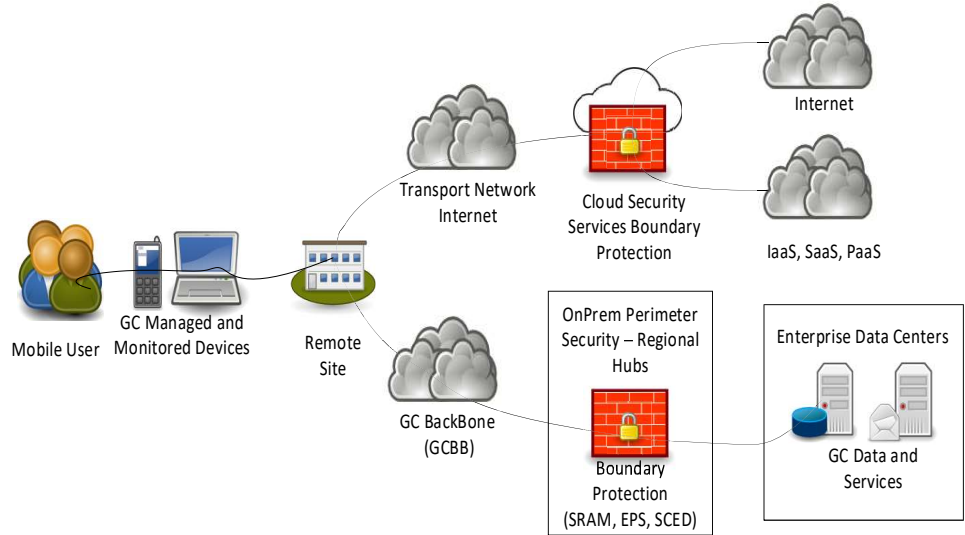 Internet
Transport Network
Internet
Cloud Security
Services Boundary
Protection
IaaS, SaaS, PaaS
Mobile User
GC Managed and
Monitored Devices
Remote
Site
GC BackBone
(GCBB)
OnPrem Perimeter
Security – Regional
Hubs
Boundary
Protection
(SRAM, EPS, SCED)
Enterprise Data Centers
GC Data and
Services